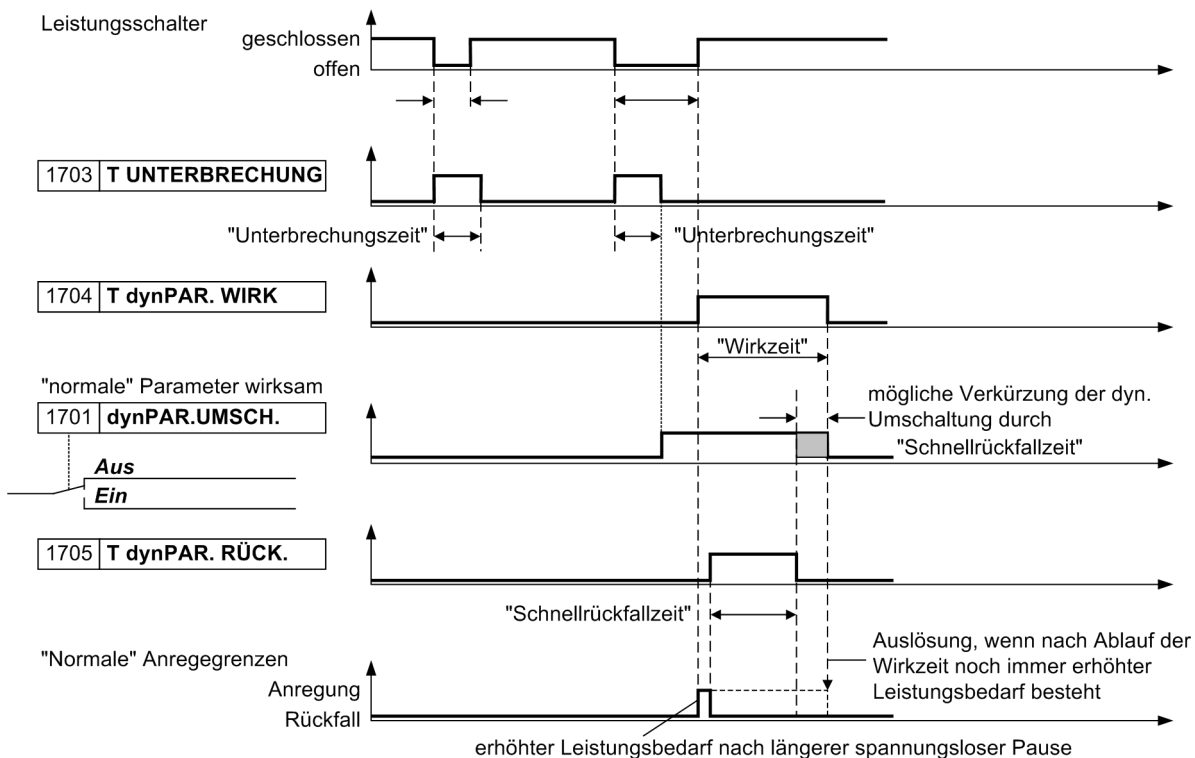 Leistungsschalter
geschlossen
offen
1703 T UNTERBRECHUNG
"Unterbrechungszeit"
"Unterbrechungszeit"
1704 T dynPAR. WIRK
"Wirkzeit"
"normale" Parameter wirksam
1701 dynPAR.UMSCH.
Aus
Ein
mögliche Verkürzung der dyn.
Umschaltung durch
"Schnellrückfallzeit"
1705 T dynPAR. RÜCK.
"Schnellrückfallzeit"
"Normale" Anregegrenzen
Anregung
Rückfall
Auslösung, wenn nach Ablauf der
Wirkzeit noch immer erhöhter
Leistungsbedarf besteht
erhöhter Leistungsbedarf nach längerer spannungsloser Pause